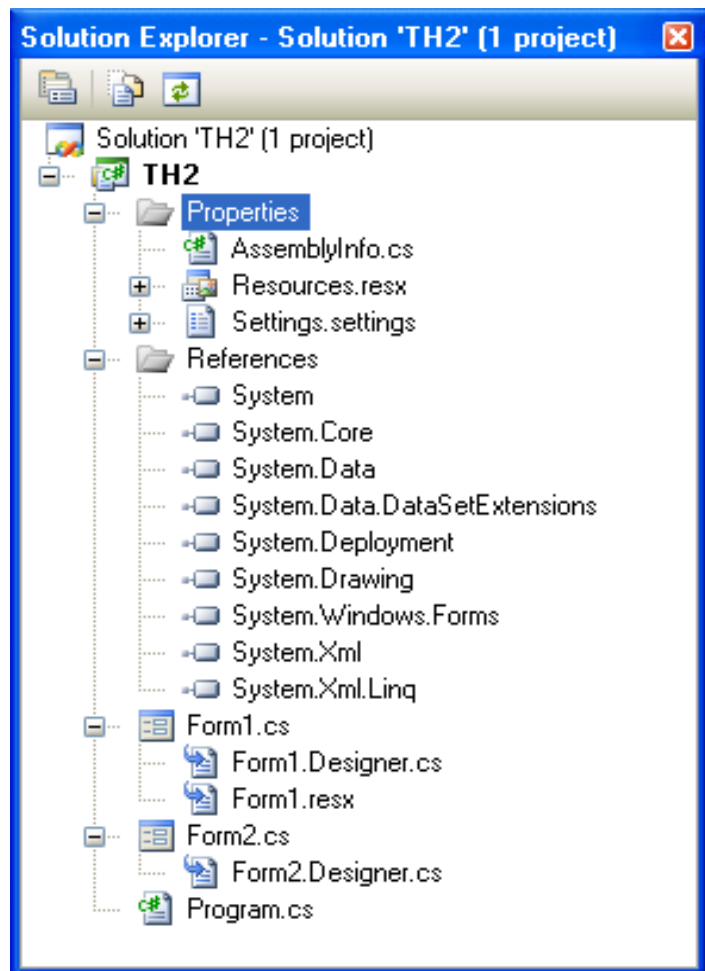 Solution Explorer - Solution 'TH2' (1 project)
Solution 'TH2' (1 project)
TH2
Properties
AssemblyInfo.cs
Resources.resx
Settings.settings
References
System
System.Core
System.Data
System.Data.DataSetExtensions
System.Deployment
System.Drawing
System.Windows.Forms
System.Xml
System.Xml.Linq
Form1.cs
Form1.Designer.cs
Form1.resx
Form2.cs
Form2.Designer.cs
Program.cs